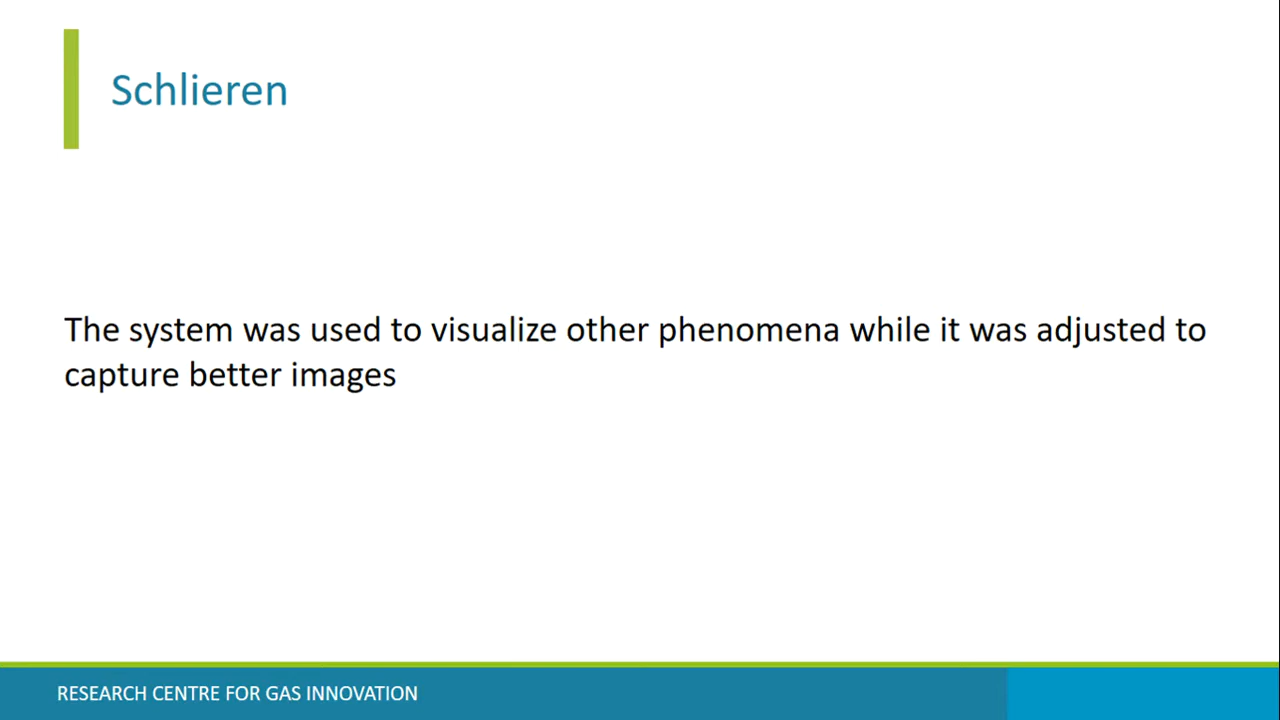 Schlieren
The system was used to visualize other phenomena while it was adjusted to
capture better images
RESEARCH CENTRE FOR GAS INNOVATION